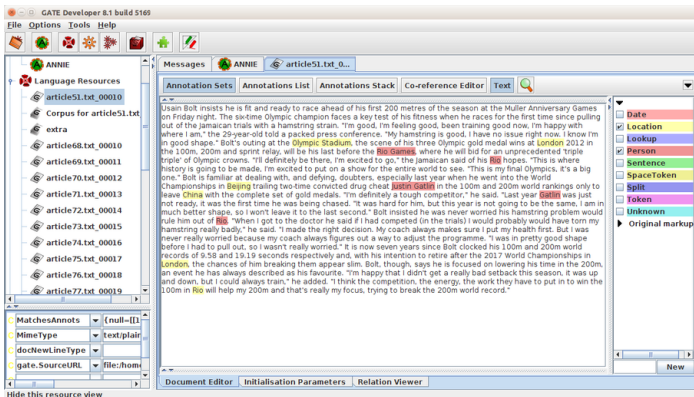 GATE Developer 8.1 build 5169
File Options Tools Help
ANNIE
Language Resources
article51.txt_00010
Corpus for article51.txt
extra
article68.txt_00010
article69.txt_00011
article70.txt_00012
article71.txt_00013
article72.txt_00014
article73.txt_00015
article74.txt_00016
article75.txt_00017
article76.txt_00018
article77.txt_00019
MatchesAnnots {null=[[1
MimeType text/plain
docNewLineType
gate.SourceURL file:/home
Hide this resource view
Messages ANNIE article51.txt_0...
Annotation Sets Annotations List Annotations Stack Co-reference Editor Text
Usain Bolt insists he is fit and ready to race ahead of his first 200 metres of the season at the Muller Anniversary Games
on Friday night. The six-time Olympic champion faces a key test of his fitness when he races for the first time since pulling
out of the Jamaican trials with a hamstring strain. "I'm good, I'm feeling good, been training good now, I'm happy with
where I am," the 29-year-old told a packed press conference. "My hamstring is good, I have no issue right now. I know I'm
in good shape." Bolt's outing at the Olympic Stadium, the scene of his three Olympic gold medal wins at London 2012 in
the 100m, 200m and sprint relay, will be his last before the Rio Games, where he will bid for an unprecedented 'triple
triple' of Olympic crowns. "I'll definitely be there, I'm excited to go," the Jamaican said of his Rio hopes. "This is where
history is going to be made, I'm excited to put on a show for the entire world to see. "This is my final Olympics, it's a big
one." Bolt is familiar at dealing with, and defying, doubters, especially last year when he went into the World
Championships in Beijing trailing two-time convicted drug cheat Justin Gatlin in the 100m and 200m world rankings only to
leave China with the complete set of gold medals. "I'm definitely a tough competitor," he said. "Last year Gatlin was just
not ready, it was the first time he was being chased. "It was hard for him, but this year is not going to be the same, I am in
much better shape, so I won't leave it to the last second." Bolt insisted he was never worried his hamstring problem would
rule him out of Rio. "When I got to the doctor he said if I had competed (in the trials) I would probably would have torn my
hamstring really badly," he said. "I made the right decision. My coach always makes sure I put my health first. But I was
never really worried because my coach always figures out a way to adjust the programme. "I was in pretty good shape
before I had to pull out, so I wasn't really worried." It is now seven years since Bolt clocked his 100m and 200m world
records of 9.58 and 19.19 seconds respectively and, with his intention to retire after the 2017 World Championships in
London, the chances of him breaking them appear slim. Bolt, though, says he is focused on lowering his time in the 200m,
an event he has always described as his favourite. "I'm happy that I didn't get a really bad setback this season, it was up
and down, but I could always train," he added. "I think the competition, the energy, the work they have to put in to win the
100m in Rio will help my 200m and that's really my focus, trying to break the 200m world record."
Document Editor Initialisation Parameters Relation Viewer
Date
Location
Lookup
Person
Sentence
SpaceToken
Split
Token
Unknown
Original markup
New